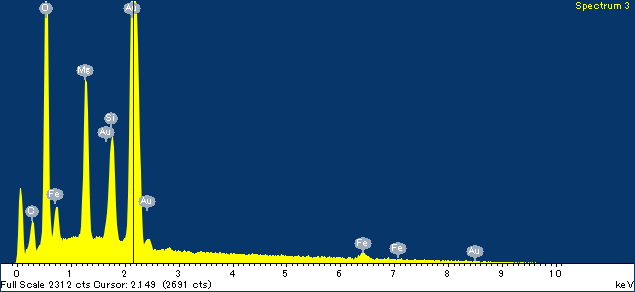 Spectrum 3
O
Au
Mg
Si
Au
Fe
Au
C
Fe
Fe
Au
0 1 2 3 4 5 6 7 8 9 10
Full Scale 2312 cts Cursor: 2.149 (2691 cts) keV